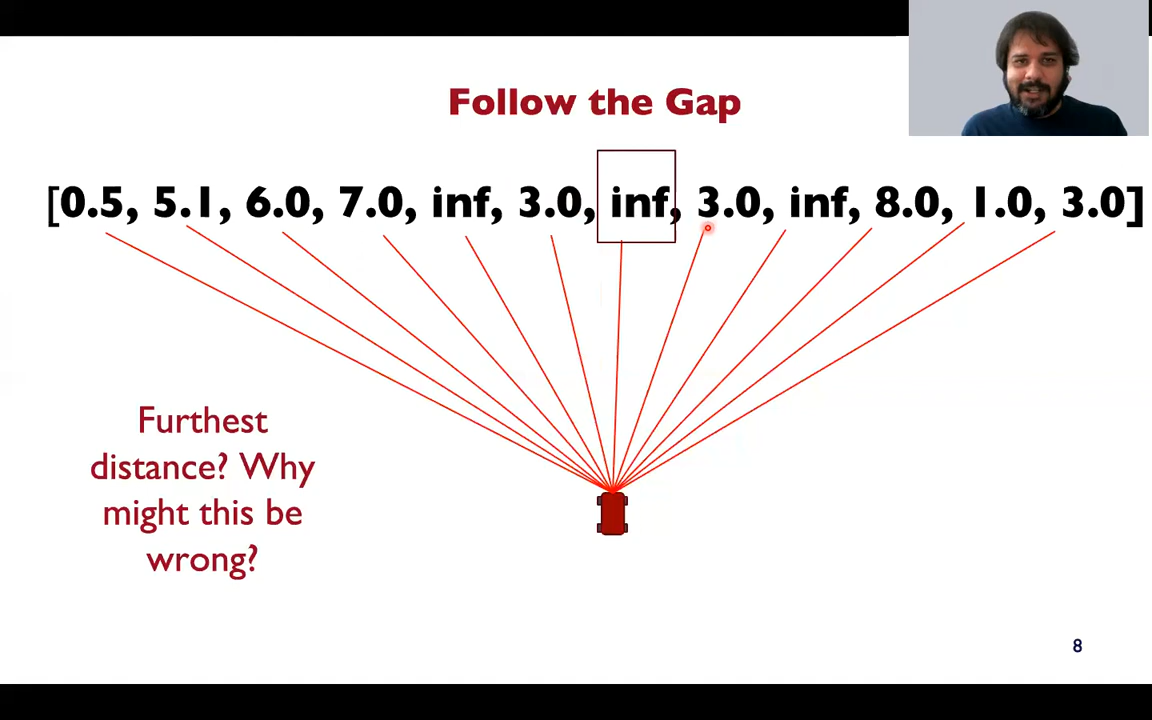 Follow the Gap
[0.5, 5.1, 6.0, 7.0, inf, 3.0, inf, 3.0, inf, 8.0, 1.0, 3.0]
Furthest
distance? Why
might this be
wrong?
8